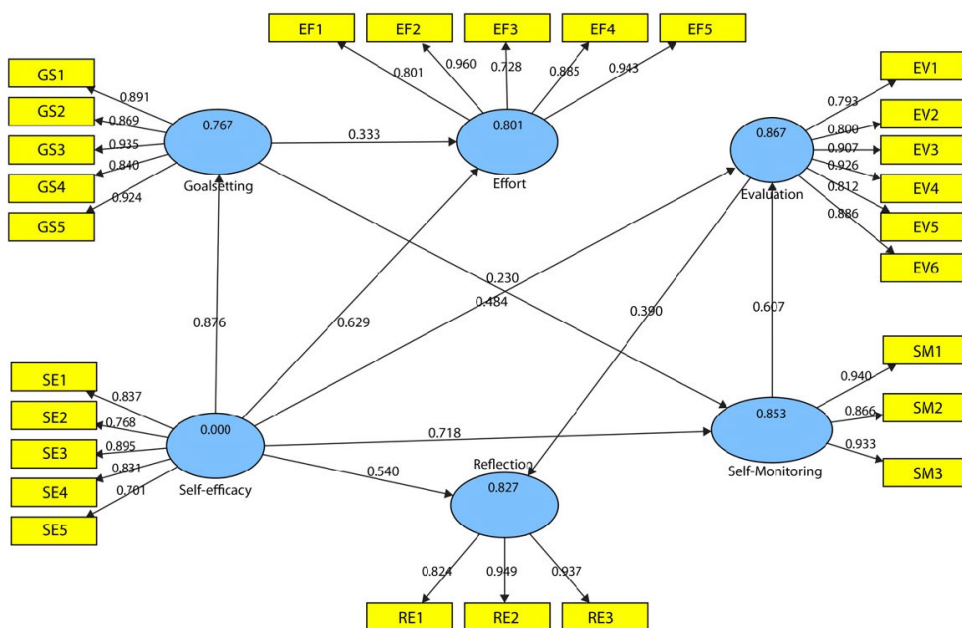 EF1 EF2 EF3 EF4 EF5
0.801 0.960 0.728 0.885 0.943
GS1
GS2
GS3
GS4
GS5
0.891
0.869
0.935
0.840
0.924
0.767
Goalsetting
0.333
0.801
Effort
0.867
Evaluation
0.793
0.800
0.907
0.926
0.812
0.886
EV1
EV2
EV3
EV4
EV5
EV6
0.876
0.629
0.230
0.484
0.390
0.607
SE1
SE2
SE3
SE4
SE5
0.837
0.768
0.895
0.831
0.701
0.000
Self-efficacy
0.718
0.540
Reflection
0.827
0.853
Self-Monitoring
0.940
0.866
0.933
SM1
SM2
SM3
0.824 0.949 0.937
RE1 RE2 RE3